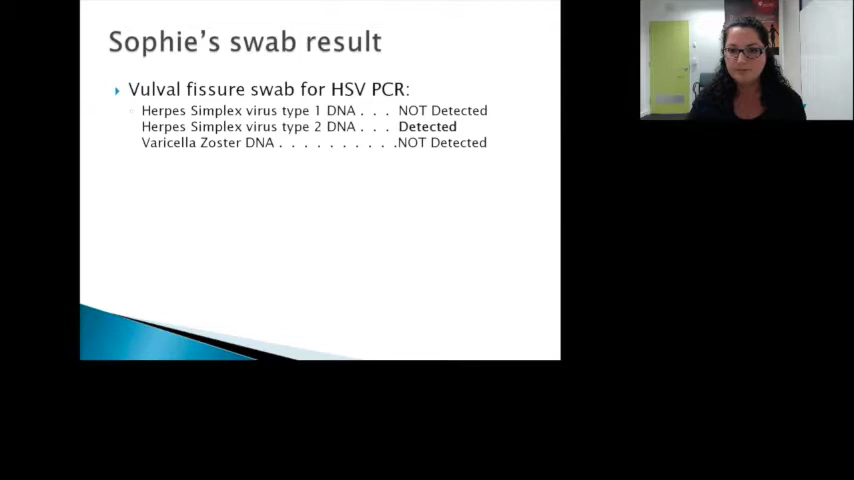 Sophie's swab result
Vulval fissure swab for HSV PCR:
Herpes Simplex virus type 1 DNA . . . NOT Detected
Herpes Simplex virus type 2 DNA . . . Detected
Varicella Zoster DNA . . . . . . . . . .NOT Detected